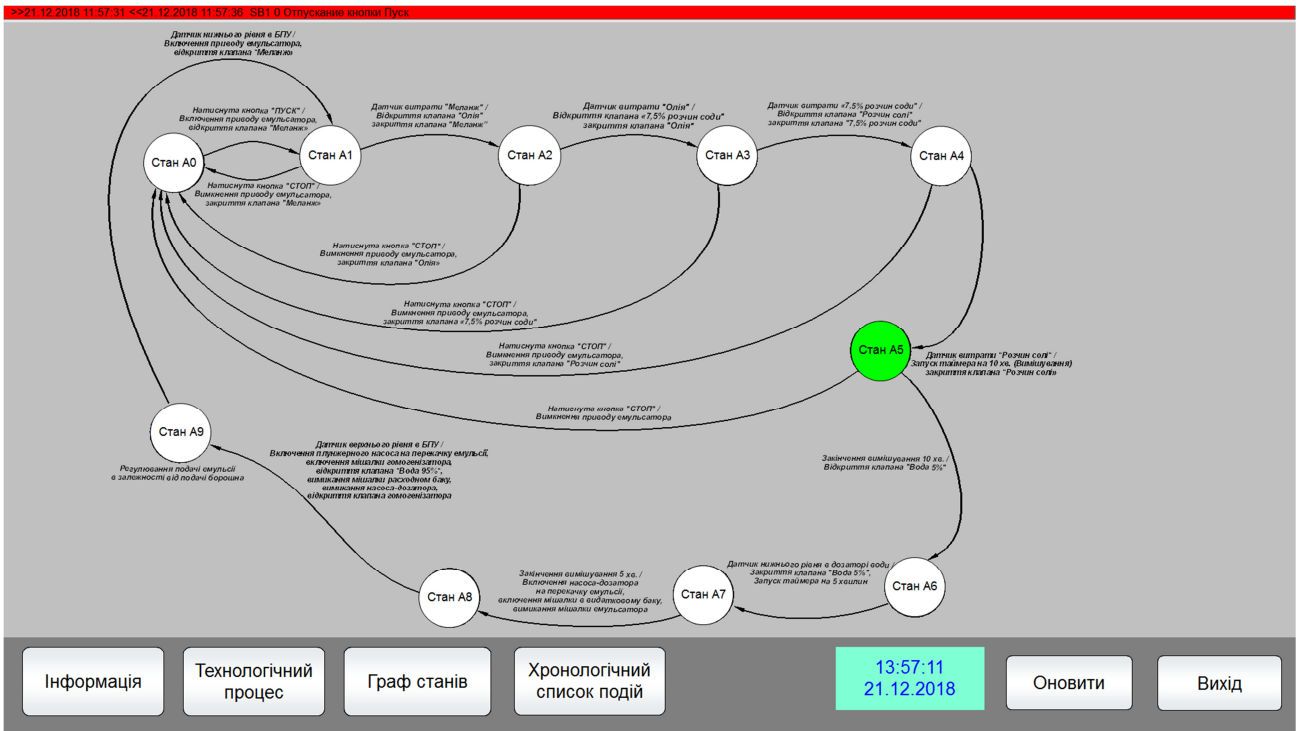 >>21.12.2018 11:57:31 <<21.12.2018 11:57:36 SB1 0 Отпускание кнопки Пуск
Датчик нижнього рівня в БПУ /
Включення приводу емульсатора,
відкриття клапана "Меланж»
Натиснута кнопка "ПУСК" /
Включення приводу емульсатора,
відкриття клапана "Меланж»
Датчик витрати "Меланж" /
Відкриття клапана "Олія"
закриття клапана "Меланж"
Датчик витрати "Олія" /
Відкриття клапана «7,5% розчин соди"
закриття клапана "Олія"
Датчик витрати «7,5% розчин соди" /
Відкриття клапана "Розчин солі"
закриття клапана "7,5% розчин соди"
Стан А0
Стан А1
Стан А2
Стан А3
Стан А4
Натиснута кнопка "СТОП" /
Вимкнення приводу емульсатора,
закриття клапана "Меланж»
Натиснута кнопка "СТОП" /
Вимкнення приводу емульсатора,
закриття клапана "Олія»
Натиснута кнопка "СТОП" /
Вимкнення приводу емульсатора,
закриття клапана «7,5% розчин соди"
Натиснута кнопка "СТОП" /
Вимкнення приводу емульсатора,
закриття клапана "Розчин солі"
Стан А5
Датчик витрати "Розчин солі" /
Запуск таймера на 10 хв. (Вимішування)
закриття клапана "Розчин солі»
Натиснута кнопка "СТОП" /
Вимкнення приводу емульсатора
Стан А9
Регулювання подачі емульсії
в залежності від подачі борошна
Датчик верхнього рівня в БПУ /
Включення плунжерного насоса на перекачку емульсії,
включення мішалки гомогенізатора,
відкриття клапана "Вода 95%",
вимикання мішалки расходном баку,
вимикання насоса-дозатора,
відкриття клапана гомогенізатора
Закінчення вимішування 10 хв. /
Відкриття клапана "Вода 5%"
Датчик нижнього рівня в дозаторі води /
Закриття клапана "Вода 5%",
Запуск таймера на 5 хвилин
Стан А6
Закінчення вимішування 5 хв. /
Включення насоса-дозатора
на перекачку емульсії,
включення мішалки в видатковому баку,
вимикання мішалки емульсатора
Стан А7
Стан А8
Інформація
Технологічний
процес
Граф станів
Хронологічний
список подій
13:57:11
21.12.2018
Оновити
Вихід